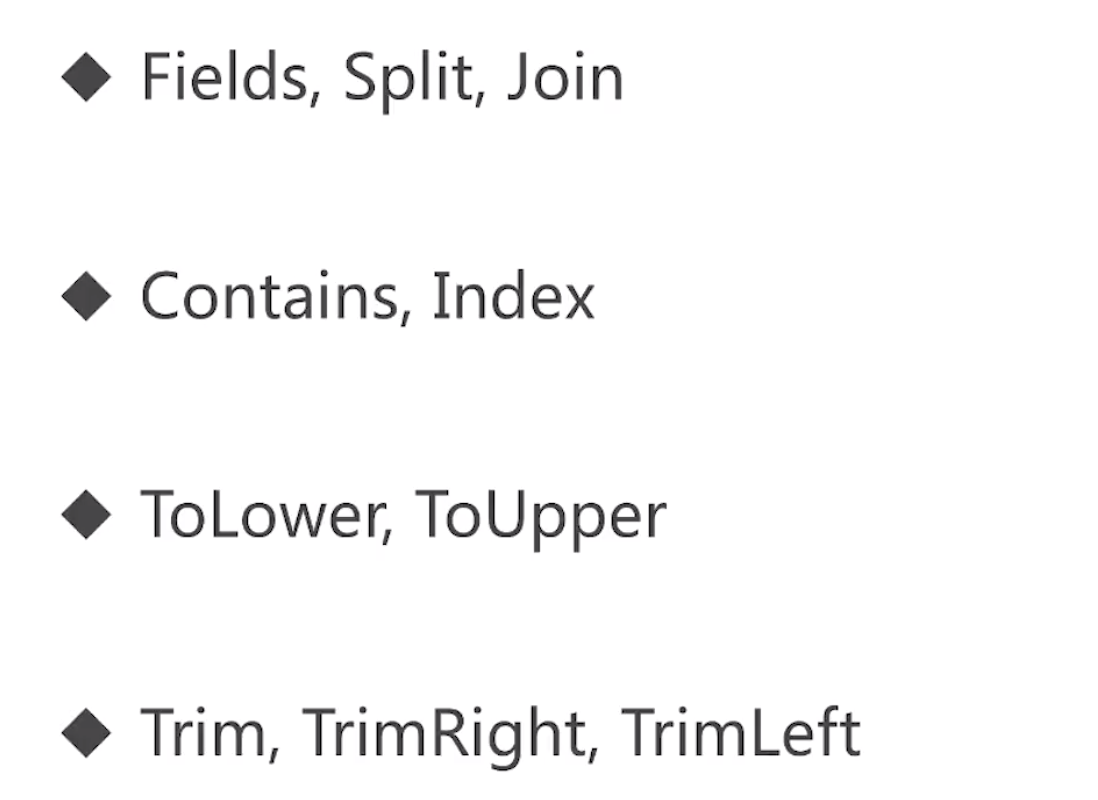 ◆ Fields, Split, Join
◆ Contains, Index
◆ ToLower, ToUpper
◆ Trim, TrimRight, TrimLeft